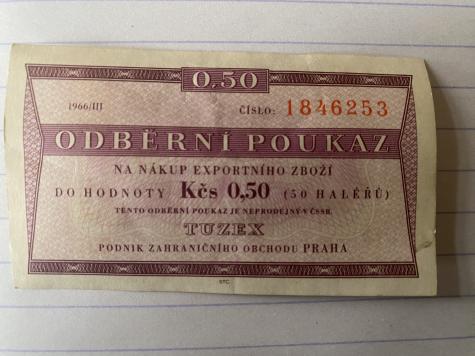 0,50
1966/III ČÍSLO: 1846253
ODBĚRNÍ POUKAZ
NA NÁKUP EXPORTNÍHO ZBOŽÍ
DO HODNOTY Kčs 0,50 (50 HALÉŘŮ)
TENTO ODBĚRNÍ POUKAZ JE NEPRODEJNÝ V ČSSR.
TUZEX
PODNIK ZAHRANIČNÍHO OBCHODU PRAHA
STC